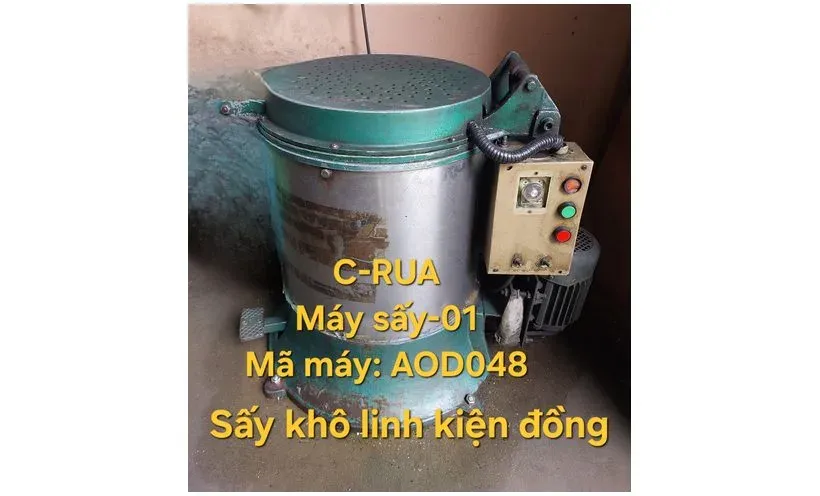 C-RUA
Máy sấy-01
Mã máy: AOD048
Sấy khô linh kiện đồng